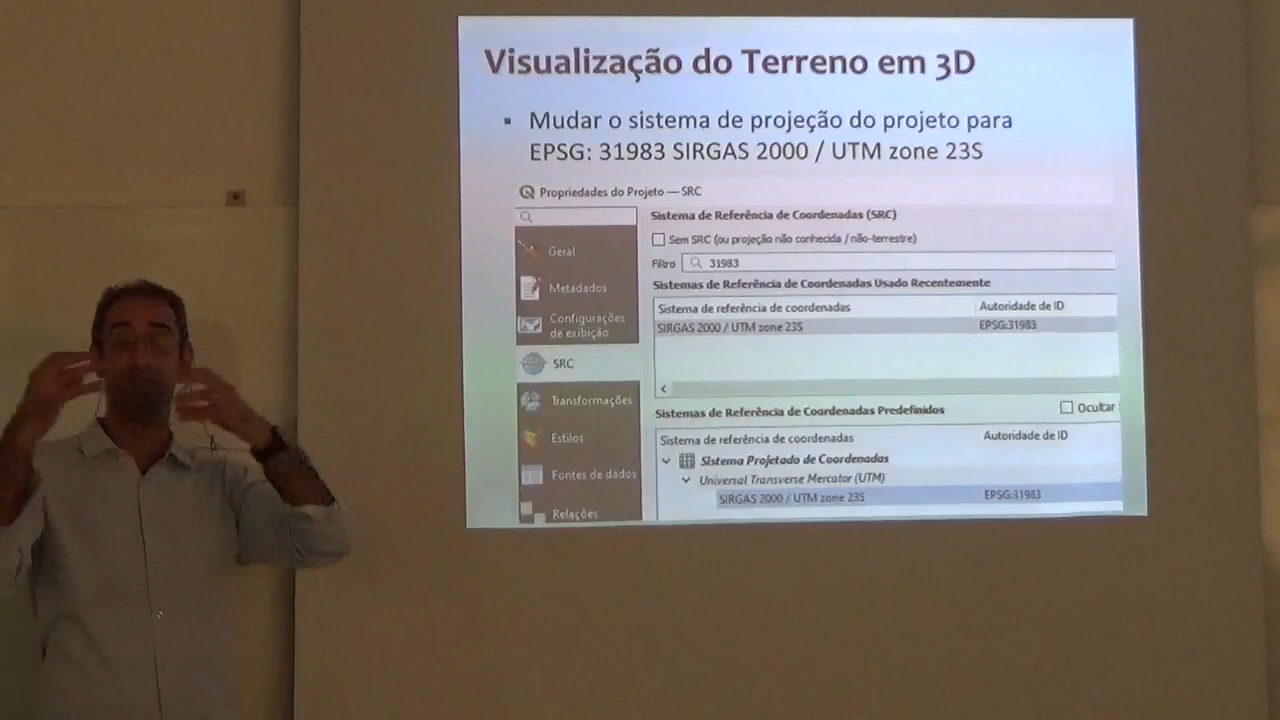 Visualização do Terreno em 3D
▪ Mudar o sistema de projeção do projeto para
EPSG: 31983 SIRGAS 2000 / UTM zone 23S
Propriedades do Projeto — SRC
Geral
Metadados
Configurações
de exibição
SRC
Transformações
Estilos
Fontes de dados
Relações
Sistema de Referência de Coordenadas (SRC)
Sem SRC (ou projeção não conhecida / não-terrestre)
Filtro 31983
Sistemas de Referência de Coordenadas Usado Recentemente
Sistema de referência de coordenadas Autoridade de ID
SIRGAS 2000 / UTM zone 23S EPSG:31983
Sistemas de Referência de Coordenadas Predefinidos Ocultar
Sistema de referência de coordenadas Autoridade de ID
Sistema Projetado de Coordenadas
Universal Transverse Mercator (UTM)
SIRGAS 2000 / UTM zone 23S EPSG:31983